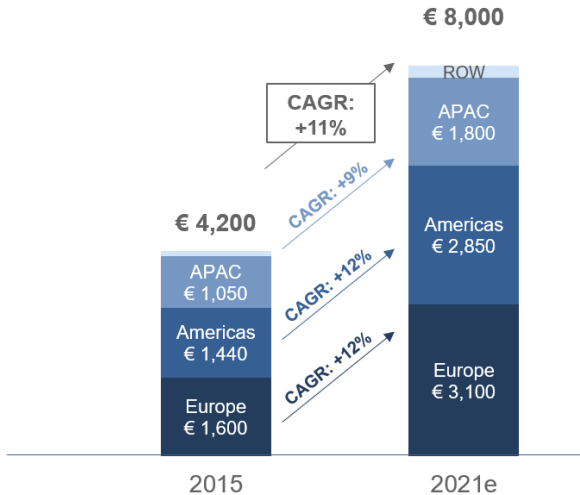 € 8,000
ROW
CAGR:
+11%
APAC
€ 1,800
CAGR: +9%
€ 4,200
Americas
€ 2,850
APAC
€ 1,050
CAGR: +12%
Americas
€ 1,440
CAGR: +12%
Europe
€ 3,100
Europe
€ 1,600
2015
2021e